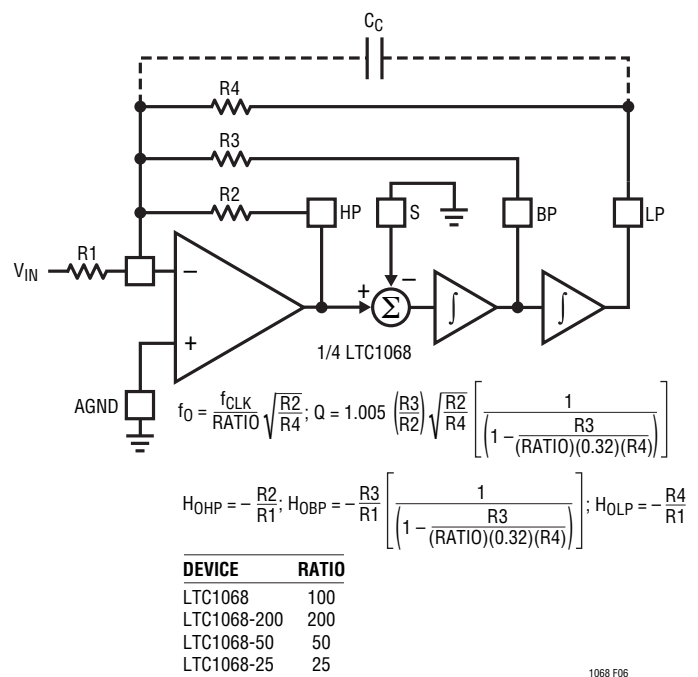 C_C
R4
R3
R2
HP
S
BP
LP
R1
V_IN
−
+
+
−
Σ
∫
∫
1/4 LTC1068
AGND
f_O = f_CLK/RATIO √(R2/R4); Q = 1.005 (R3/R2) √(R2/R4) [1/(1 − R3/((RATIO)(0.32)(R4)))]
H_OHP = − R2/R1; H_OBP = − R3/R1 [1/(1 − R3/((RATIO)(0.32)(R4)))]; H_OLP = − R4/R1
DEVICE RATIO
LTC1068 100
LTC1068-200 200
LTC1068-50 50
LTC1068-25 25
1068 F06